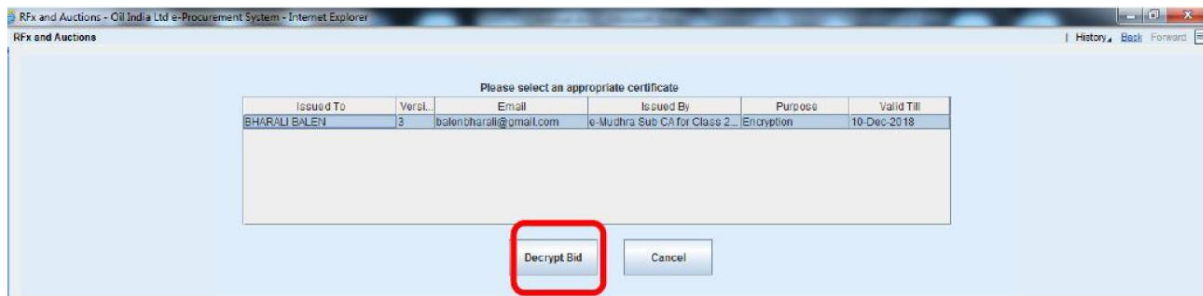 RFx and Auctions - Oil India Ltd e-Procurement System - Internet Explorer
RFx and Auctions | History Back Forward
Please select an appropriate certificate
Issued To Versi... Email Issued By Purpose Valid Till
BHARALI BALEN 3 balenbharali@gmail.com e-Mudhra Sub CA for Class 2... Encryption 10-Dec-2018
Decrypt Bid Cancel